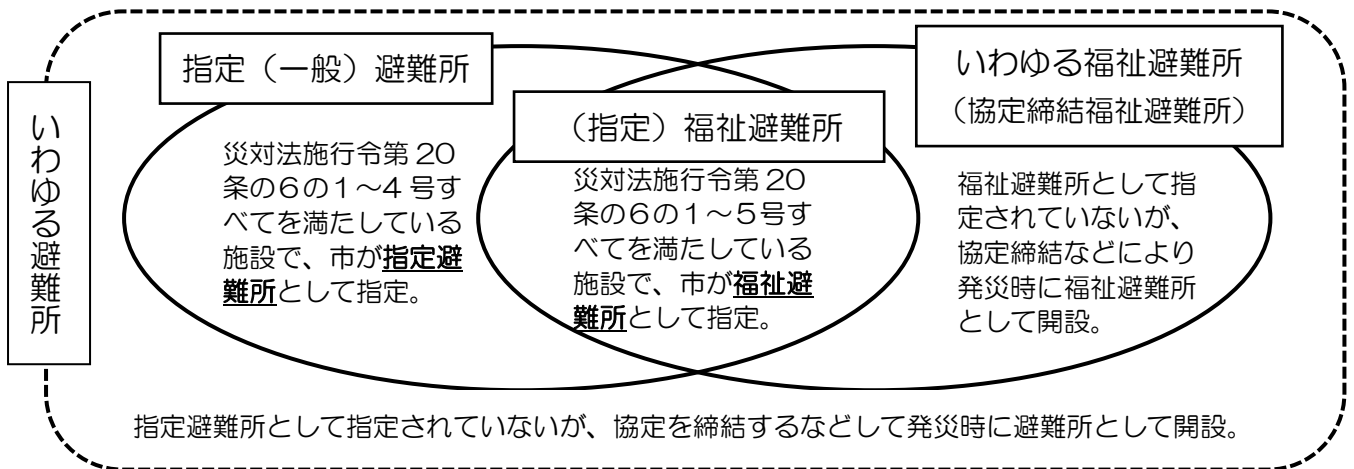 いわゆる避難所
指定（一般）避難所
災対法施行令第20
条の6の1～4号す
べてを満たしている
施設で、市が指定避
難所として指定。
（指定）福祉避難所
災対法施行令第20
条の6の1～5号す
べてを満たしている
施設で、市が福祉避
難所として指定。
いわゆる福祉避難所
（協定締結福祉避難所）
福祉避難所として指
定されていないが、
協定締結などにより
発災時に福祉避難所
として開設。
指定避難所として指定されていないが、協定を締結するなどして発災時に避難所として開設。